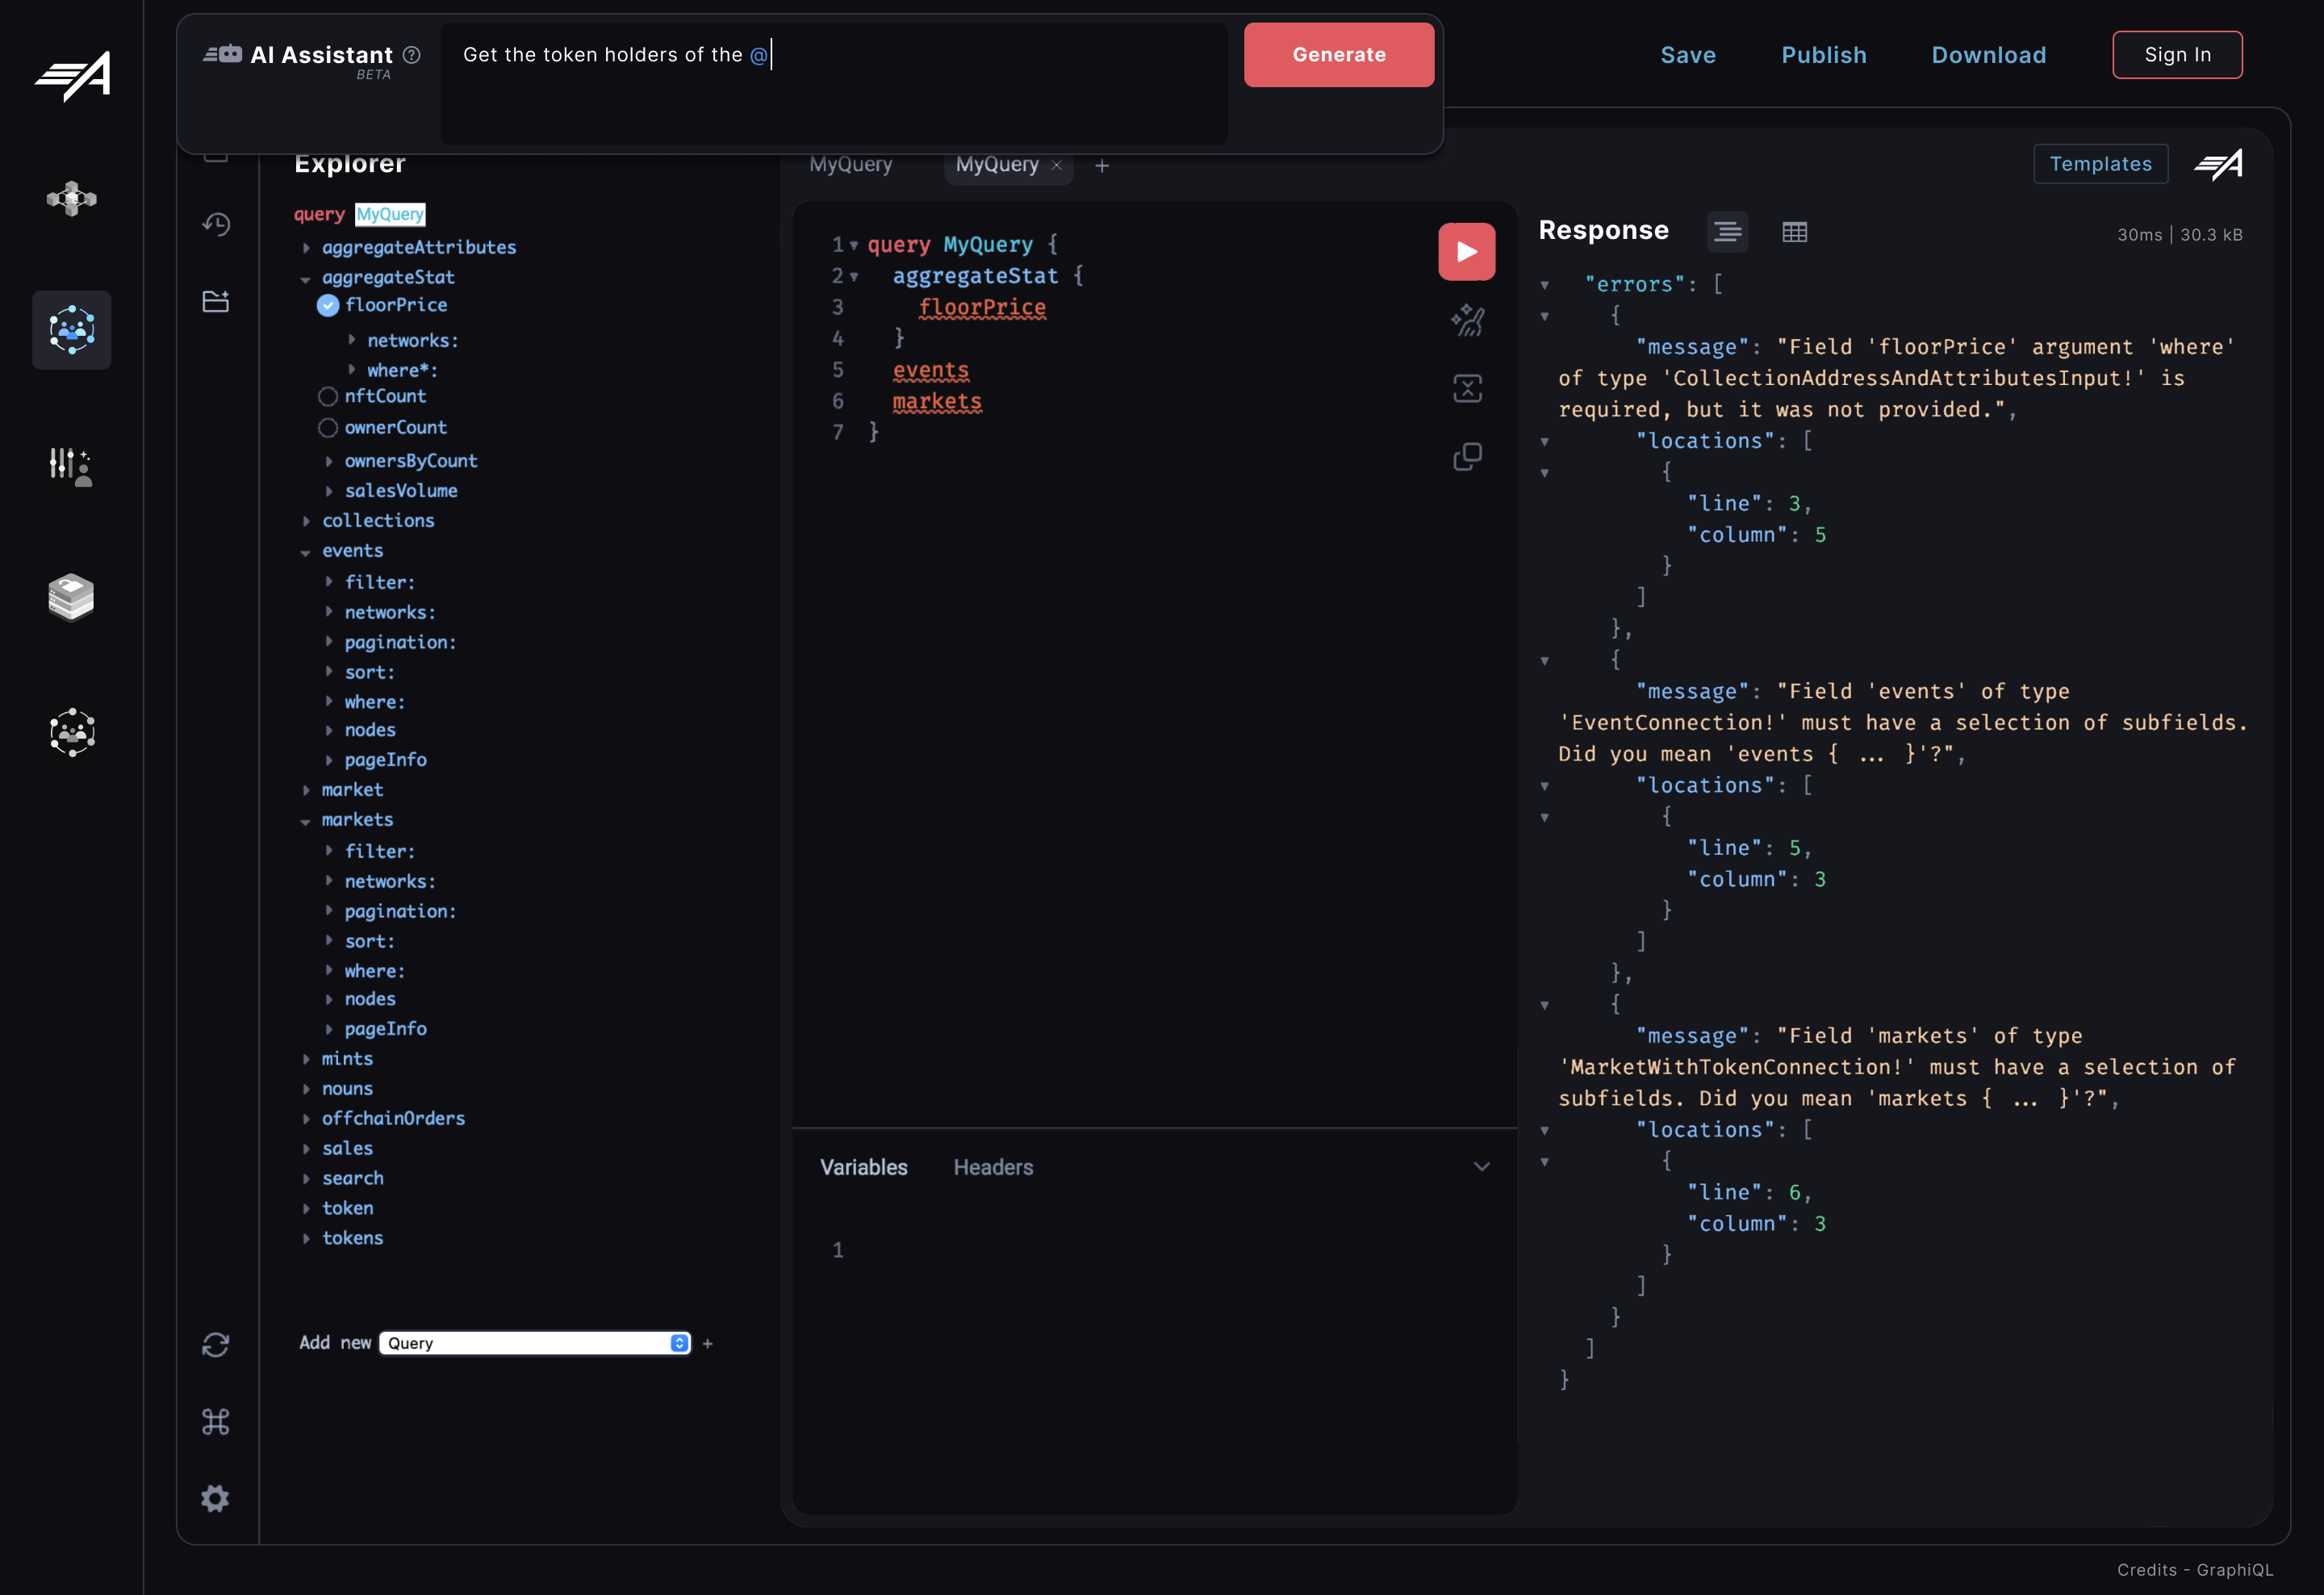 AI Assistant
BETA
Get the token holders of the @
Generate
Save
Publish
Download
Sign In
Explorer
query MyQuery
aggregateAttributes
aggregateStat
floorPrice
networks:
where*:
nftCount
ownerCount
ownersByCount
salesVolume
collections
events
filter:
networks:
pagination:
sort:
where:
nodes
pageInfo
market
markets
filter:
networks:
pagination:
sort:
where:
nodes
pageInfo
mints
nouns
offchainOrders
sales
search
token
tokens
Add new Query +
MyQuery MyQuery × +
1 query MyQuery {
2 aggregateStat {
3 floorPrice
4 }
5 events
6 markets
7 }
Variables Headers
1
Templates
Response
30ms | 30.3 kB
"errors": [
{
"message": "Field 'floorPrice' argument 'where'
of type 'CollectionAddressAndAttributesInput!' is
required, but it was not provided.",
"locations": [
{
"line": 3,
"column": 5
}
]
},
{
"message": "Field 'events' of type
'EventConnection!' must have a selection of subfields.
Did you mean 'events { ... }'?",
"locations": [
{
"line": 5,
"column": 3
}
]
},
{
"message": "Field 'markets' of type
'MarketWithTokenConnection!' must have a selection of
subfields. Did you mean 'markets { ... }'?",
"locations": [
{
"line": 6,
"column": 3
}
]
}
]
}
Credits - GraphiQL